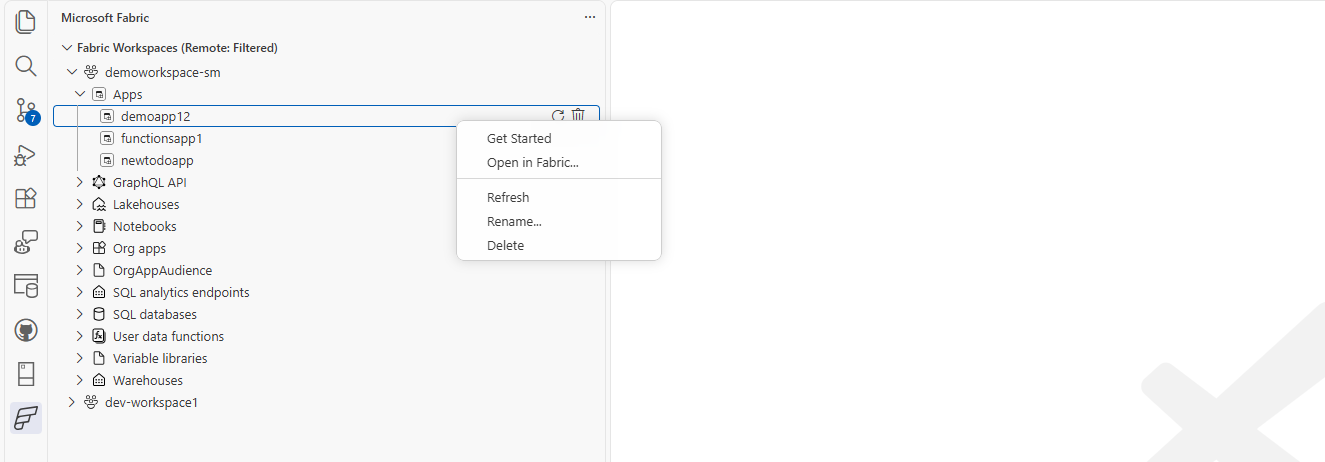 Microsoft Fabric
...
Fabric Workspaces (Remote: Filtered)
demoworkspace-sm
Apps
demoapp12
functionsapp1
newtodoapp
GraphQL API
Lakehouses
Notebooks
Org apps
OrgAppAudience
SQL analytics endpoints
SQL databases
User data functions
Variable libraries
Warehouses
dev-workspace1
7
Get Started
Open in Fabric...
Refresh
Rename...
Delete